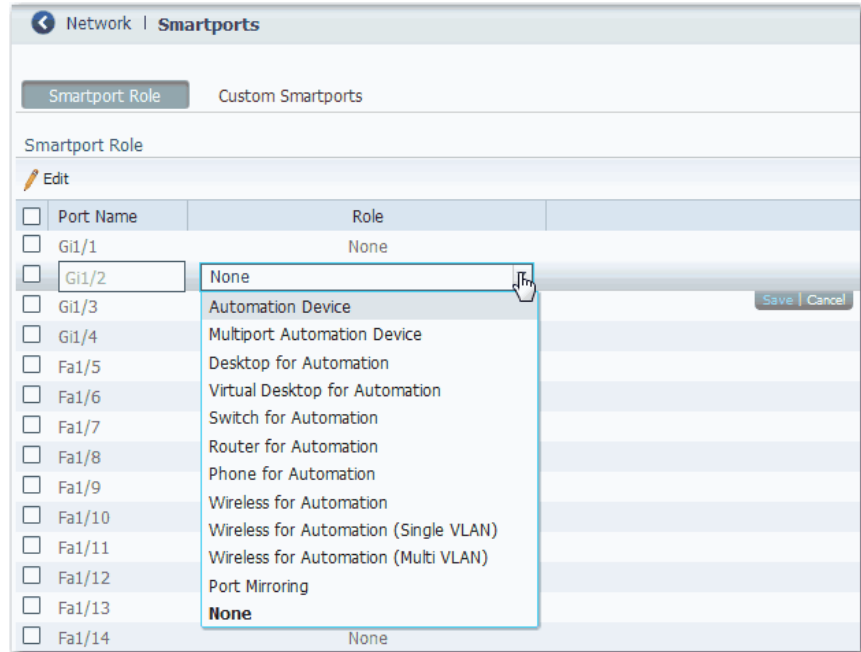 Network | Smartports
Smartport Role Custom Smartports
Smartport Role
Edit
Port Name Role
Gi1/1 None
Gi1/2 None
Gi1/3 Automation Device Save | Cancel
Gi1/4 Multiport Automation Device
Fa1/5 Desktop for Automation
Fa1/6 Virtual Desktop for Automation
Fa1/7 Switch for Automation
Fa1/8 Router for Automation
Fa1/9 Phone for Automation
Fa1/10 Wireless for Automation
Fa1/11 Wireless for Automation (Single VLAN)
Fa1/12 Wireless for Automation (Multi VLAN)
Port Mirroring
Fa1/13 None
Fa1/14 None